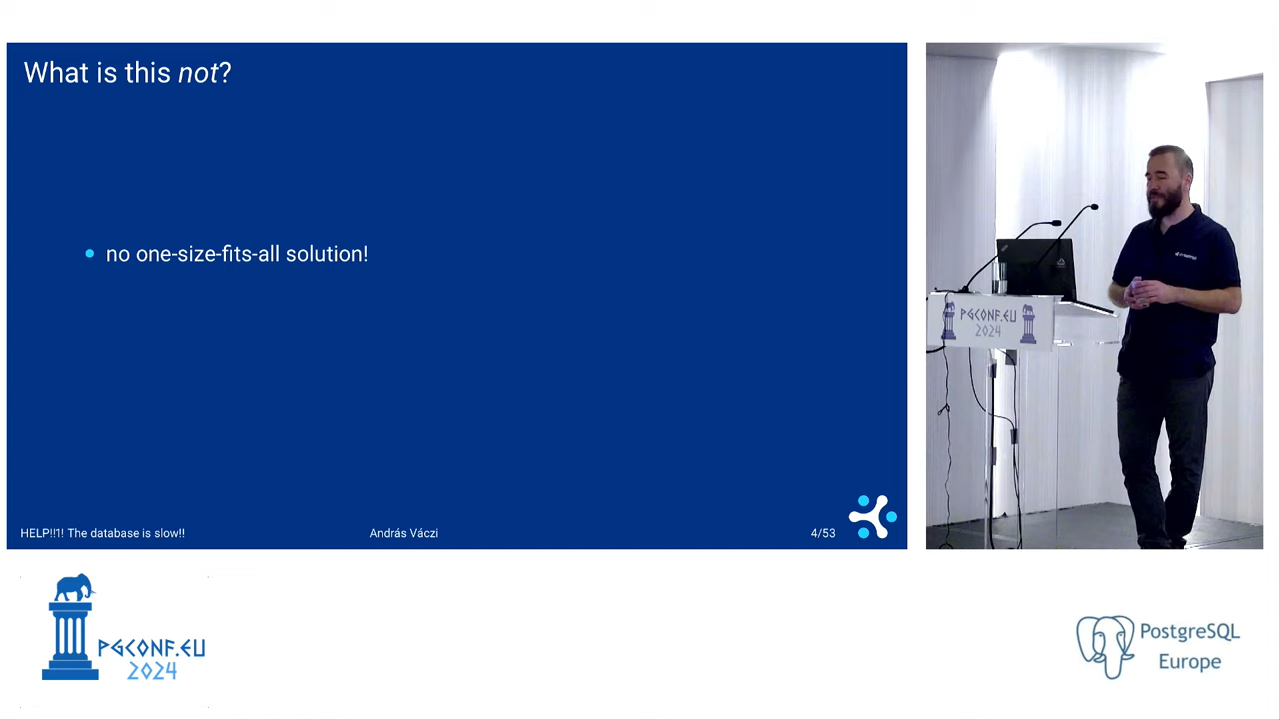 What is this not?
no one-size-fits-all solution!
HELP!!1! The database is slow!!
András Váczi
4/53
PGCONF.EU
2024
PGCONF.EU
2024
PostgreSQL
Europe